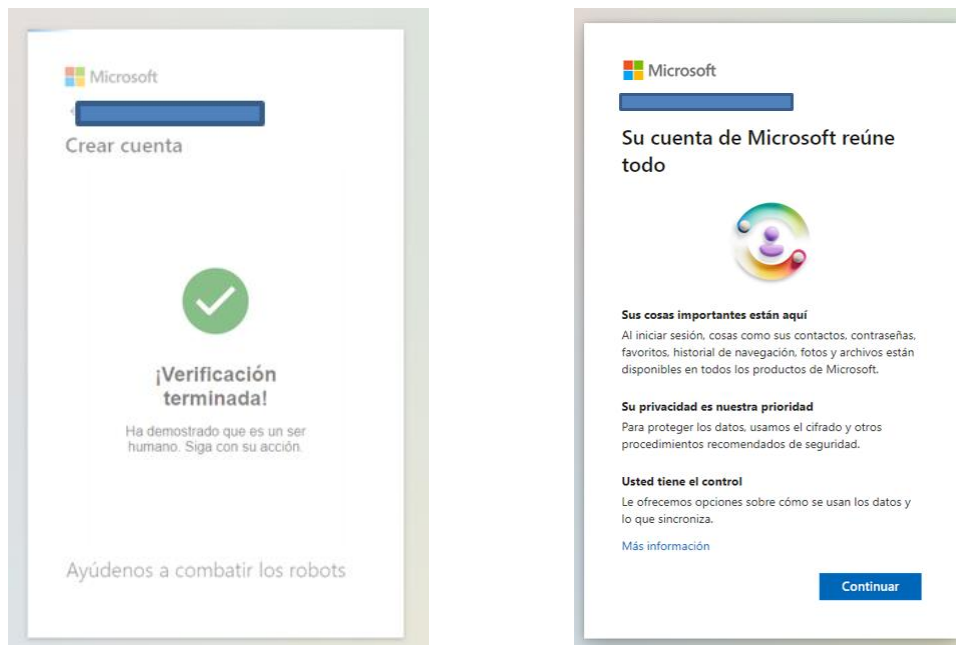 Microsoft
Crear cuenta
¡Verificación
terminada!
Ha demostrado que es un ser
humano. Siga con su acción.
Ayúdenos a combatir los robots
Microsoft
Su cuenta de Microsoft reúne
todo
Sus cosas importantes están aquí
Al iniciar sesión, cosas como sus contactos, contraseñas,
favoritos, historial de navegación, fotos y archivos están
disponibles en todos los productos de Microsoft.
Su privacidad es nuestra prioridad
Para proteger los datos, usamos el cifrado y otros
procedimientos recomendados de seguridad.
Usted tiene el control
Le ofrecemos opciones sobre cómo se usan los datos y
lo que sincroniza.
Más información
Continuar